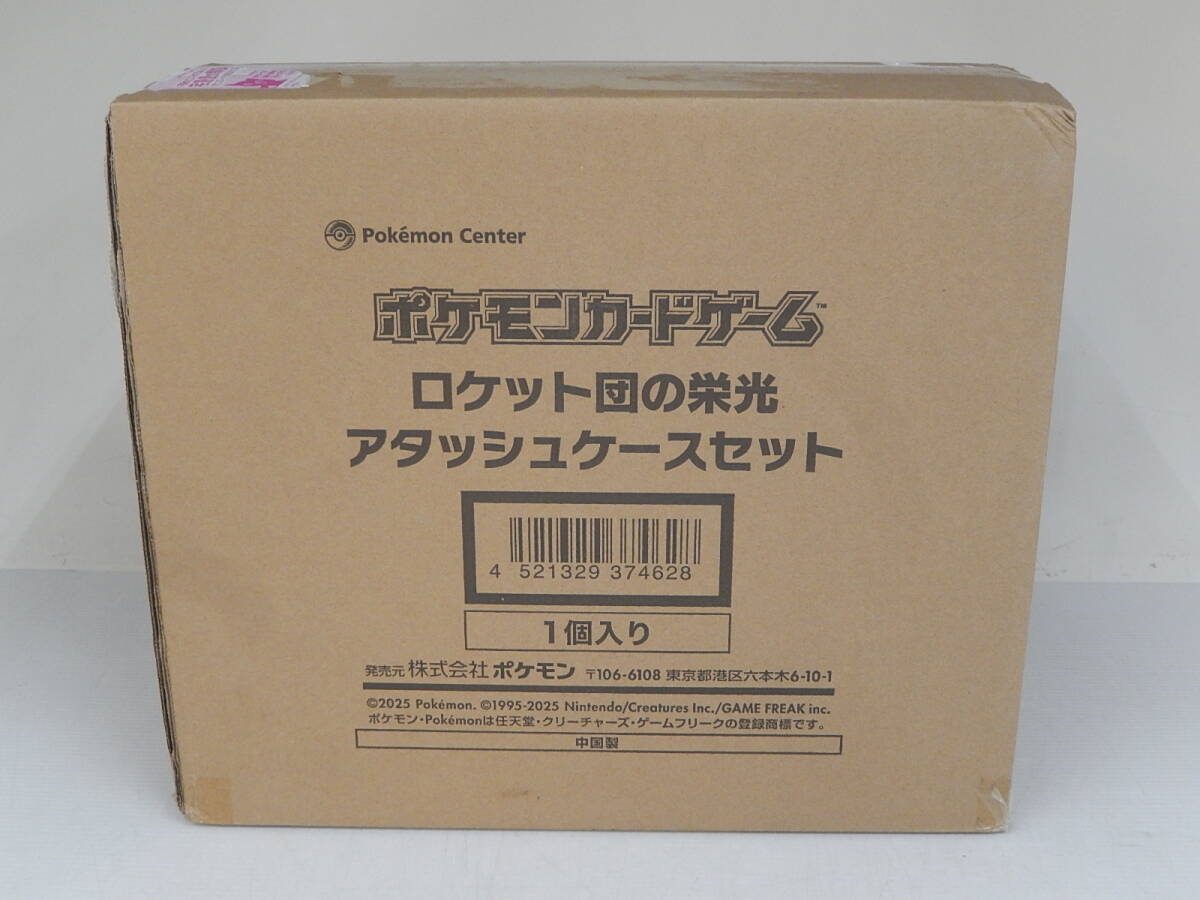 Pokémon Center
ポケモンカードゲーム™
ロケット団の栄光
アタッシュケースセット
4 521329 374628
1個入り
発売元 株式会社 ポケモン 〒106-6108 東京都港区六本木6-10-1
©2025 Pokémon. ©1995-2025 Nintendo/Creatures Inc./GAME FREAK inc.
ポケモン・Pokémonは任天堂・クリーチャーズ・ゲームフリークの登録商標です。
中国製